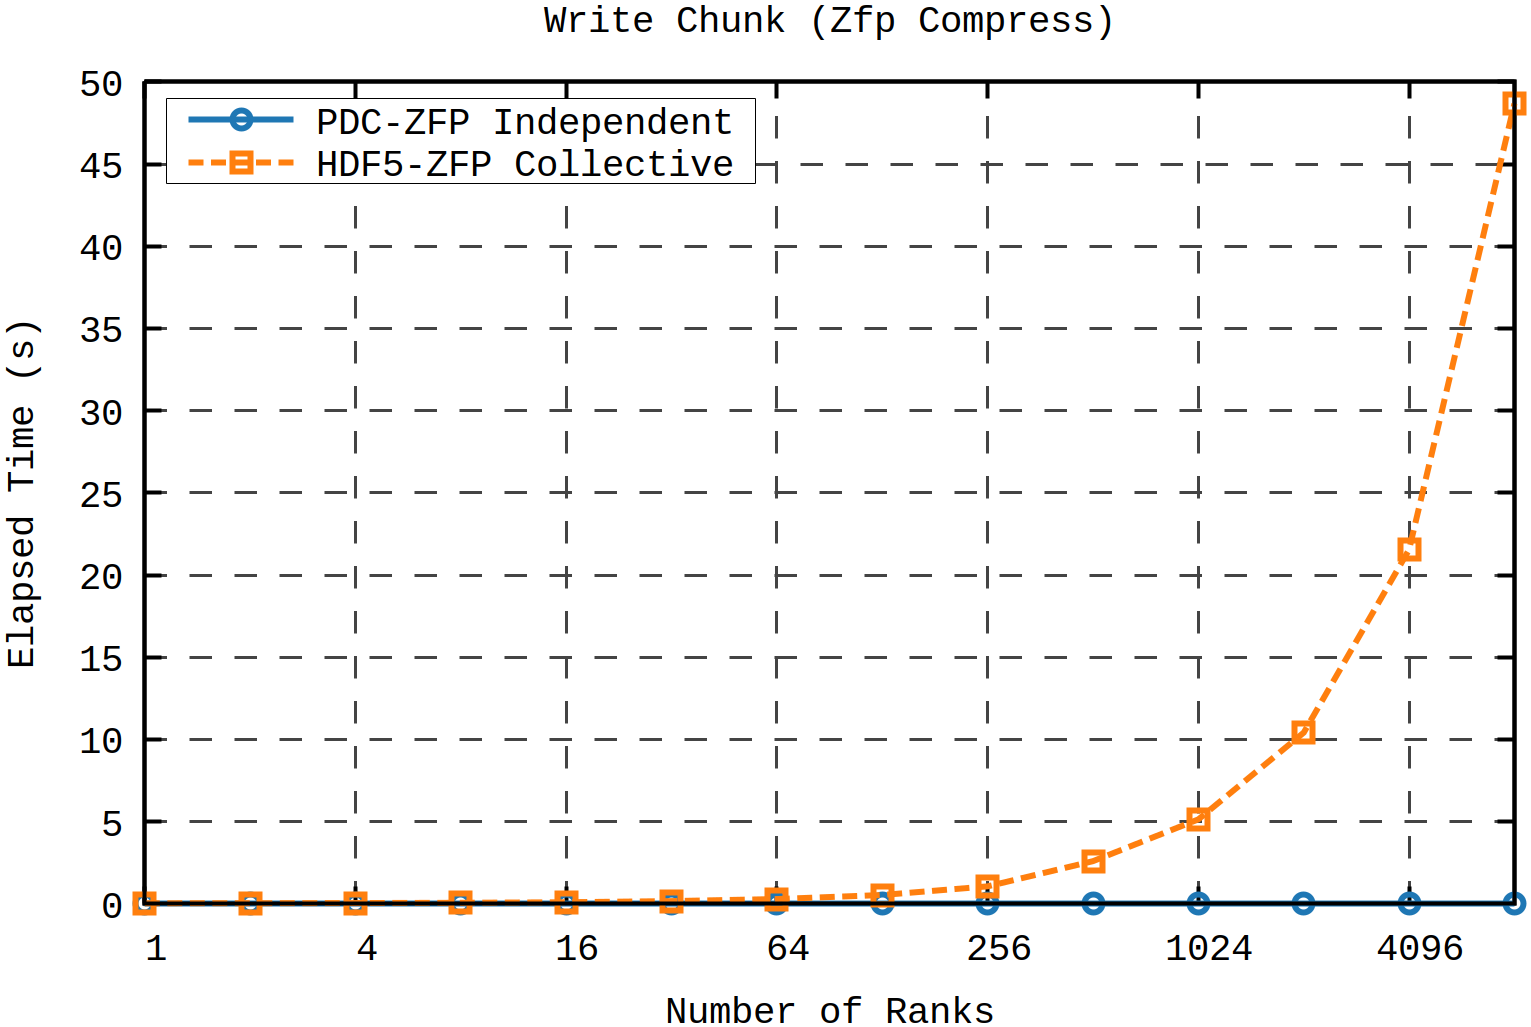 Write Chunk (Zfp Compress)
PDC-ZFP Independent
HDF5-ZFP Collective
50
45
40
35
30
25
20
15
10
5
0
Elapsed Time (s)
1 4 16 64 256 1024 4096
Number of Ranks